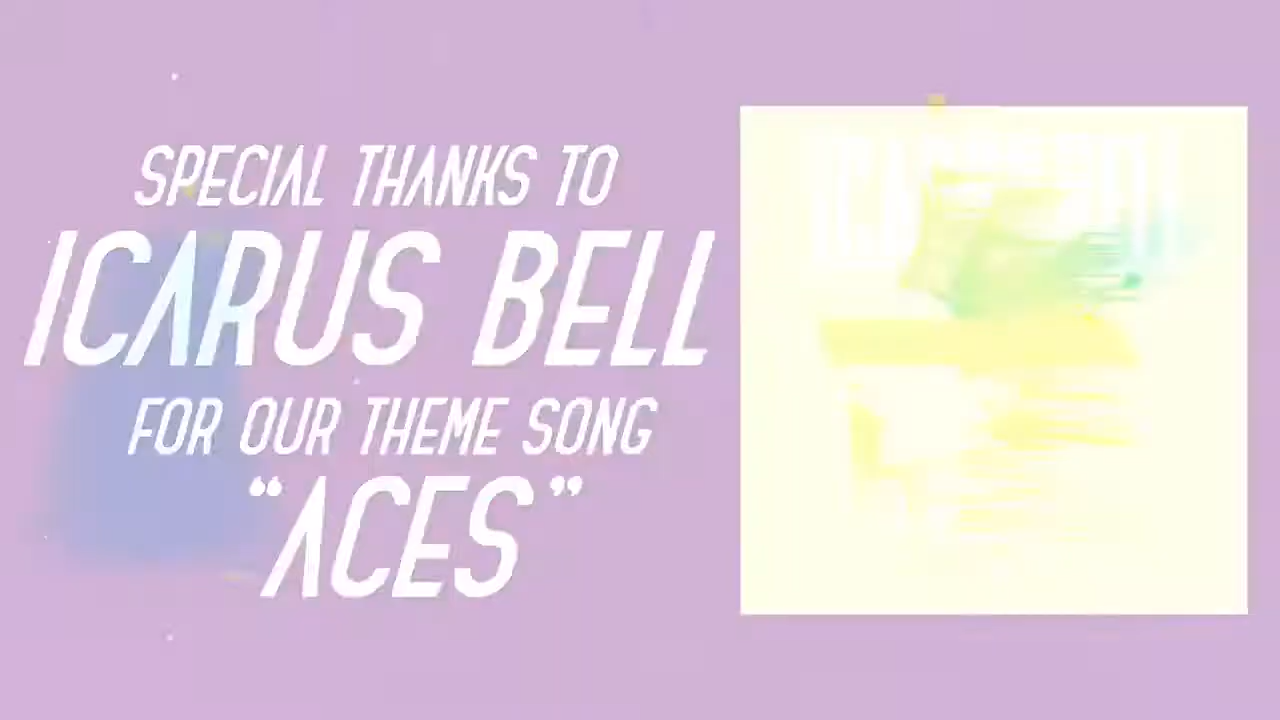 SPECIAL THANKS TO
ICARUS BELL
FOR OUR THEME SONG
“ACES”